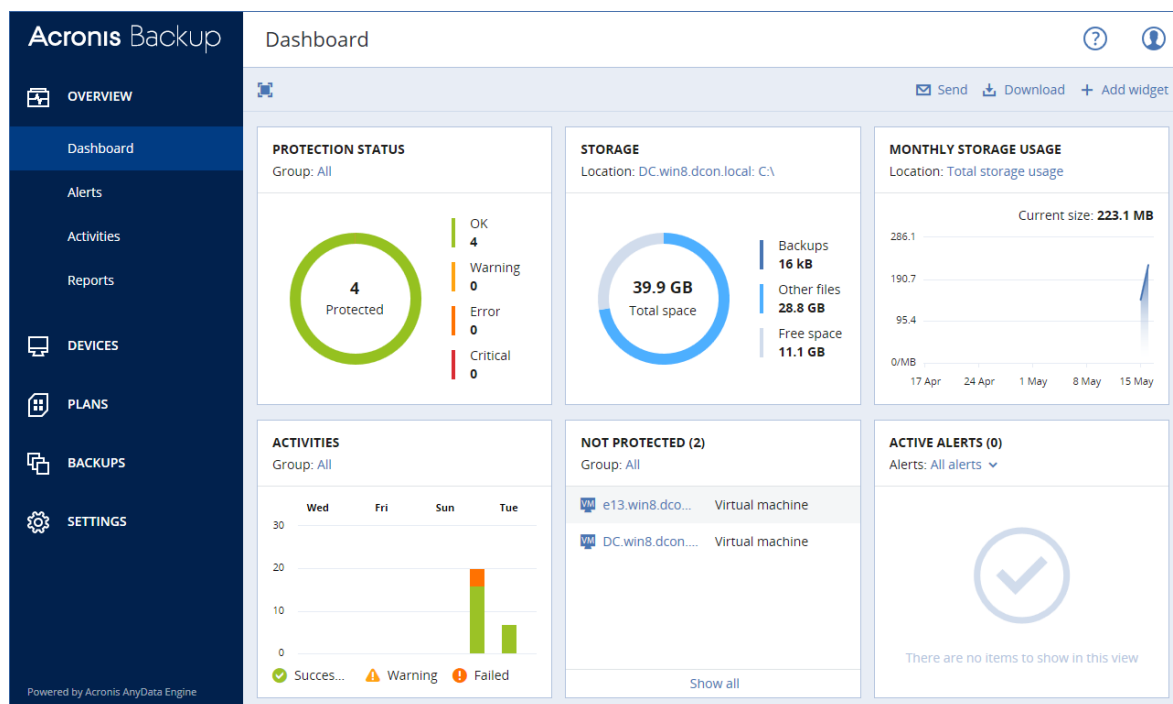 Acronis Backup
OVERVIEW
Dashboard
Alerts
Activities
Reports
DEVICES
PLANS
BACKUPS
SETTINGS
Powered by Acronis AnyData Engine
Dashboard
?
Send
Download
+ Add widget
PROTECTION STATUS
Group: All
4
Protected
OK
4
Warning
0
Error
0
Critical
0
STORAGE
Location: DC.win8.dcon.local: C:\
39.9 GB
Total space
Backups
16 kB
Other files
28.8 GB
Free space
11.1 GB
MONTHLY STORAGE USAGE
Location: Total storage usage
Current size: 223.1 MB
286.1
190.7
95.4
0/MB
17 Apr 24 Apr 1 May 8 May 15 May
ACTIVITIES
Group: All
Wed Fri Sun Tue
30
20
10
0
Succes... Warning Failed
NOT PROTECTED (2)
Group: All
VM e13.win8.dco... Virtual machine
VM DC.win8.dcon.... Virtual machine
Show all
ACTIVE ALERTS (0)
Alerts: All alerts
There are no items to show in this view